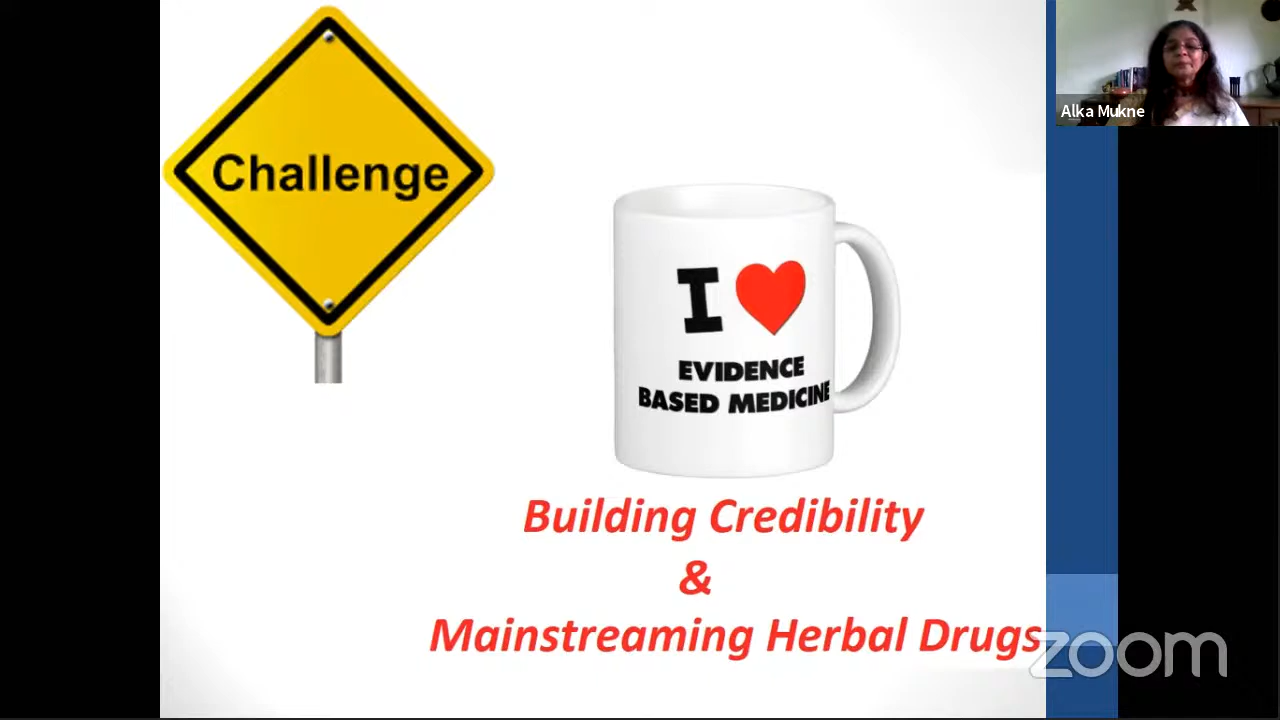 Challenge
Alka Mukne
I
EVIDENCE
BASED MEDICINE
Building Credibility
&
Mainstreaming Herbal Drugs
zoom